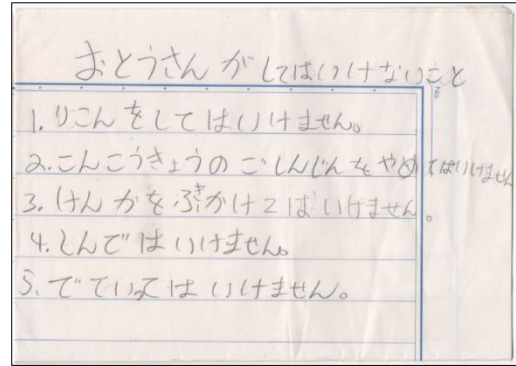 おとうさんがしてはいけないこと
1. りこんをしてはいけません。
2. こんこうきょうのごしんじんをやめてはいけません
3. けんかをふきかけてはいけません。
4. しんではいけません。
5. でていってはいけません。